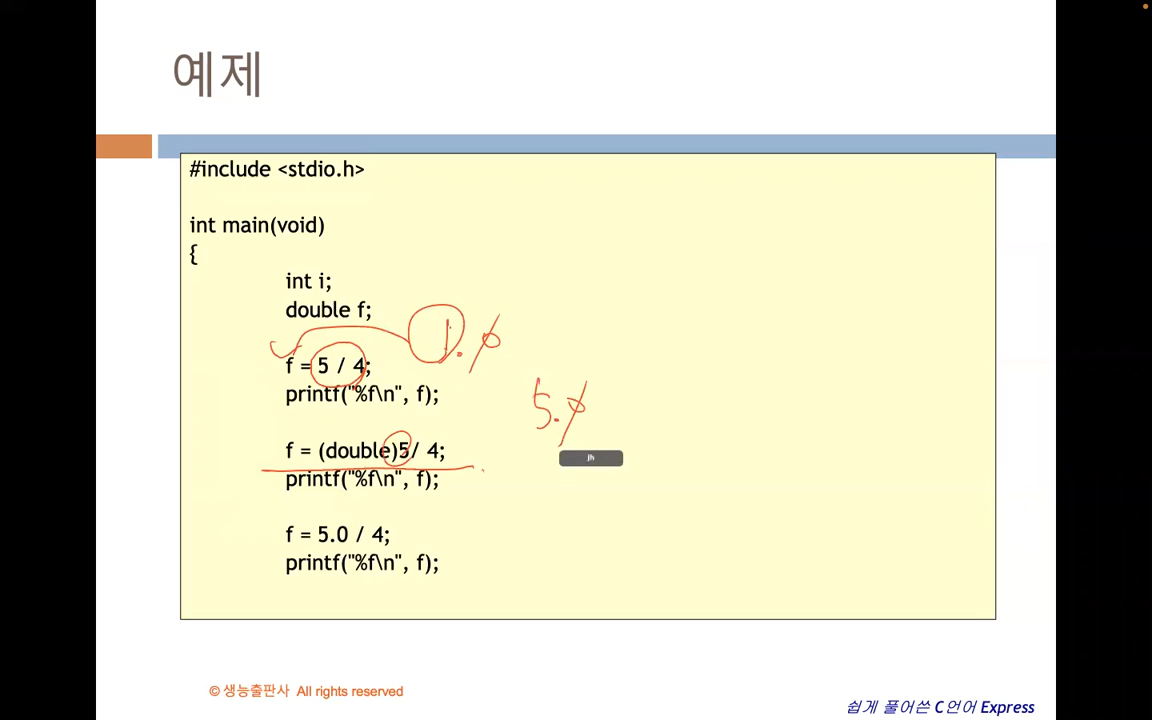 예제
#include <stdio.h>
int main(void)
{
int i;
double f;
1.0
f = 5 / 4;
printf("%f\n", f);
5.0
f = (double)5/ 4;
Jh
printf("%f\n", f);
f = 5.0 / 4;
printf("%f\n", f);
© 생능출판사 All rights reserved
쉽게 풀어쓴 C언어 Express